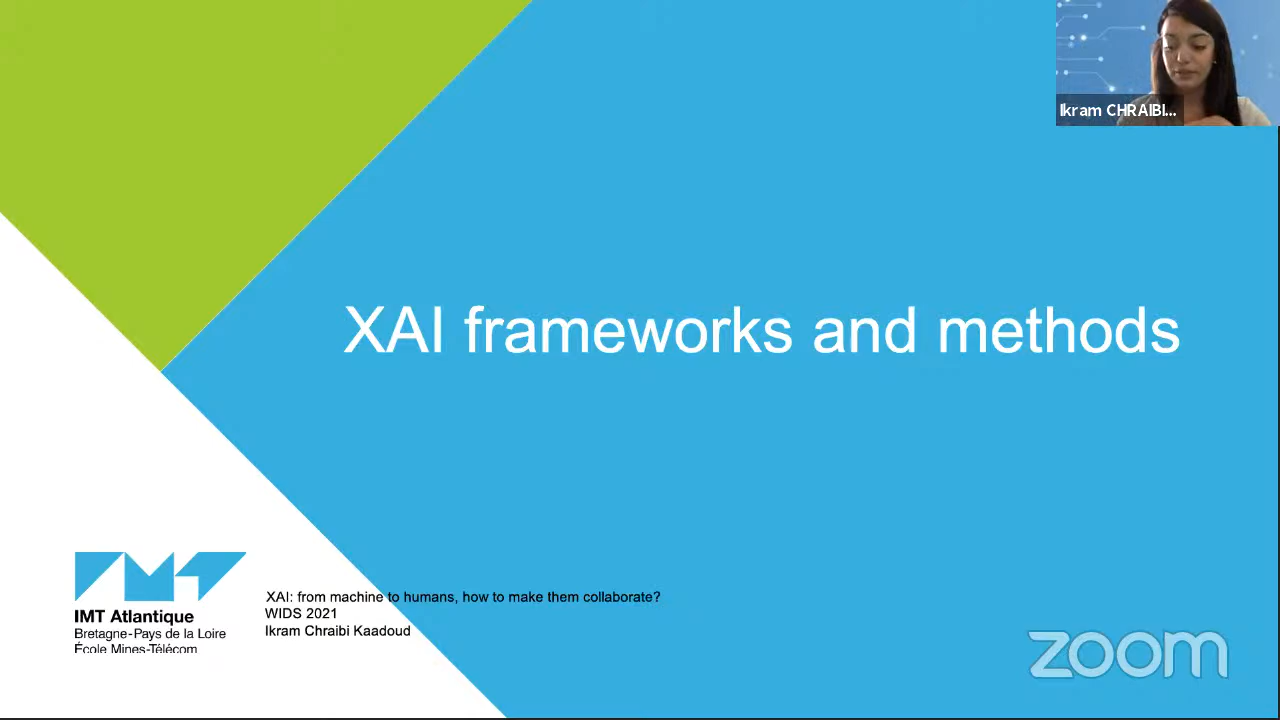 Ikram CHRAIBI...
XAI frameworks and methods
IMT Atlantique
Bretagne-Pays de la Loire
École Mines-Télécom
XAI: from machine to humans, how to make them collaborate?
WIDS 2021
Ikram Chraibi Kaadoud
zoom